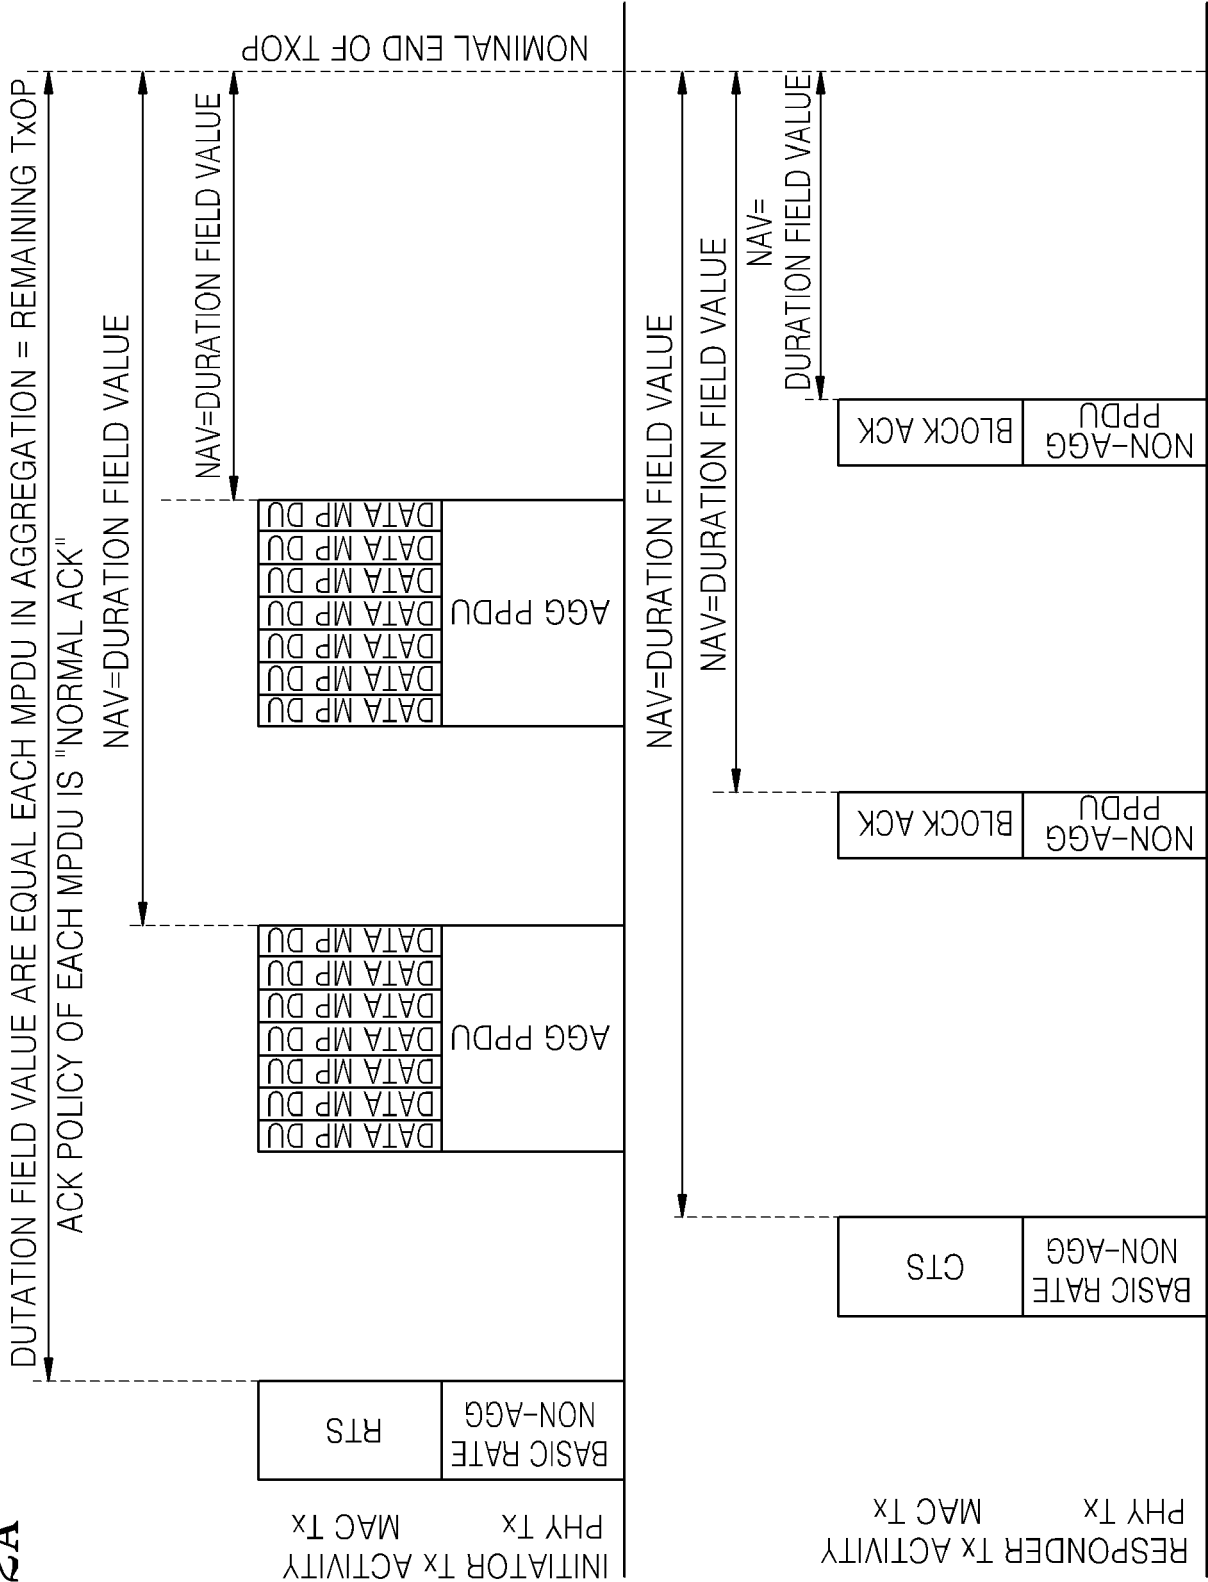 2A
DUTATION FIELD VALUE ARE EQUAL EACH MPDU IN AGGREGATION = REMAINING TxOP
ACK POLICY OF EACH MPDU IS "NORMAL ACK"
NAV=DURATION FIELD VALUE
NAV=DURATION FIELD VALUE
NOMINAL END OF TXOP
INITIATOR Tx ACTIVITY
MAC Tx
PHY Tx
RTS
BASIC RATE
NON-AGG
DATA MP DU
DATA MP DU
DATA MP DU
DATA MP DU
DATA MP DU
DATA MP DU
DATA MP DU
AGG PPDU
DATA MP DU
DATA MP DU
DATA MP DU
DATA MP DU
DATA MP DU
DATA MP DU
DATA MP DU
AGG PPDU
NAV=DURATION FIELD VALUE
NAV=DURATION FIELD VALUE
NAV=
DURATION FIELD VALUE
RESPONDER Tx ACTIVITY
MAC Tx
PHY Tx
CTS
BASIC RATE
NON-AGG
BLOCK ACK
NON-AGG
PPDU
BLOCK ACK
NON-AGG
PPDU